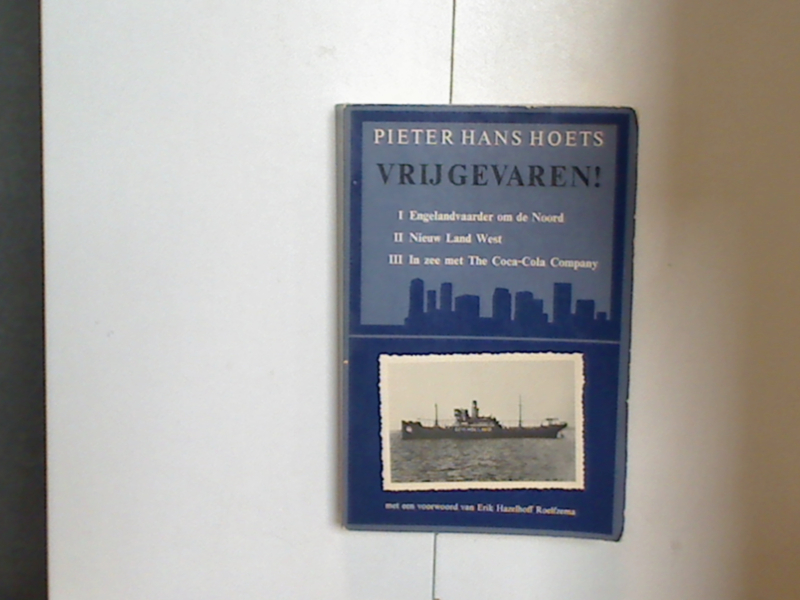 PIETER HANS HOETS
VRIJGEVAREN!
I Engelandvaarder om de Noord
II Nieuw Land West
III In zee met The Coca-Cola Company
met een voorwoord van Erik Hazelhoff Roelfzema